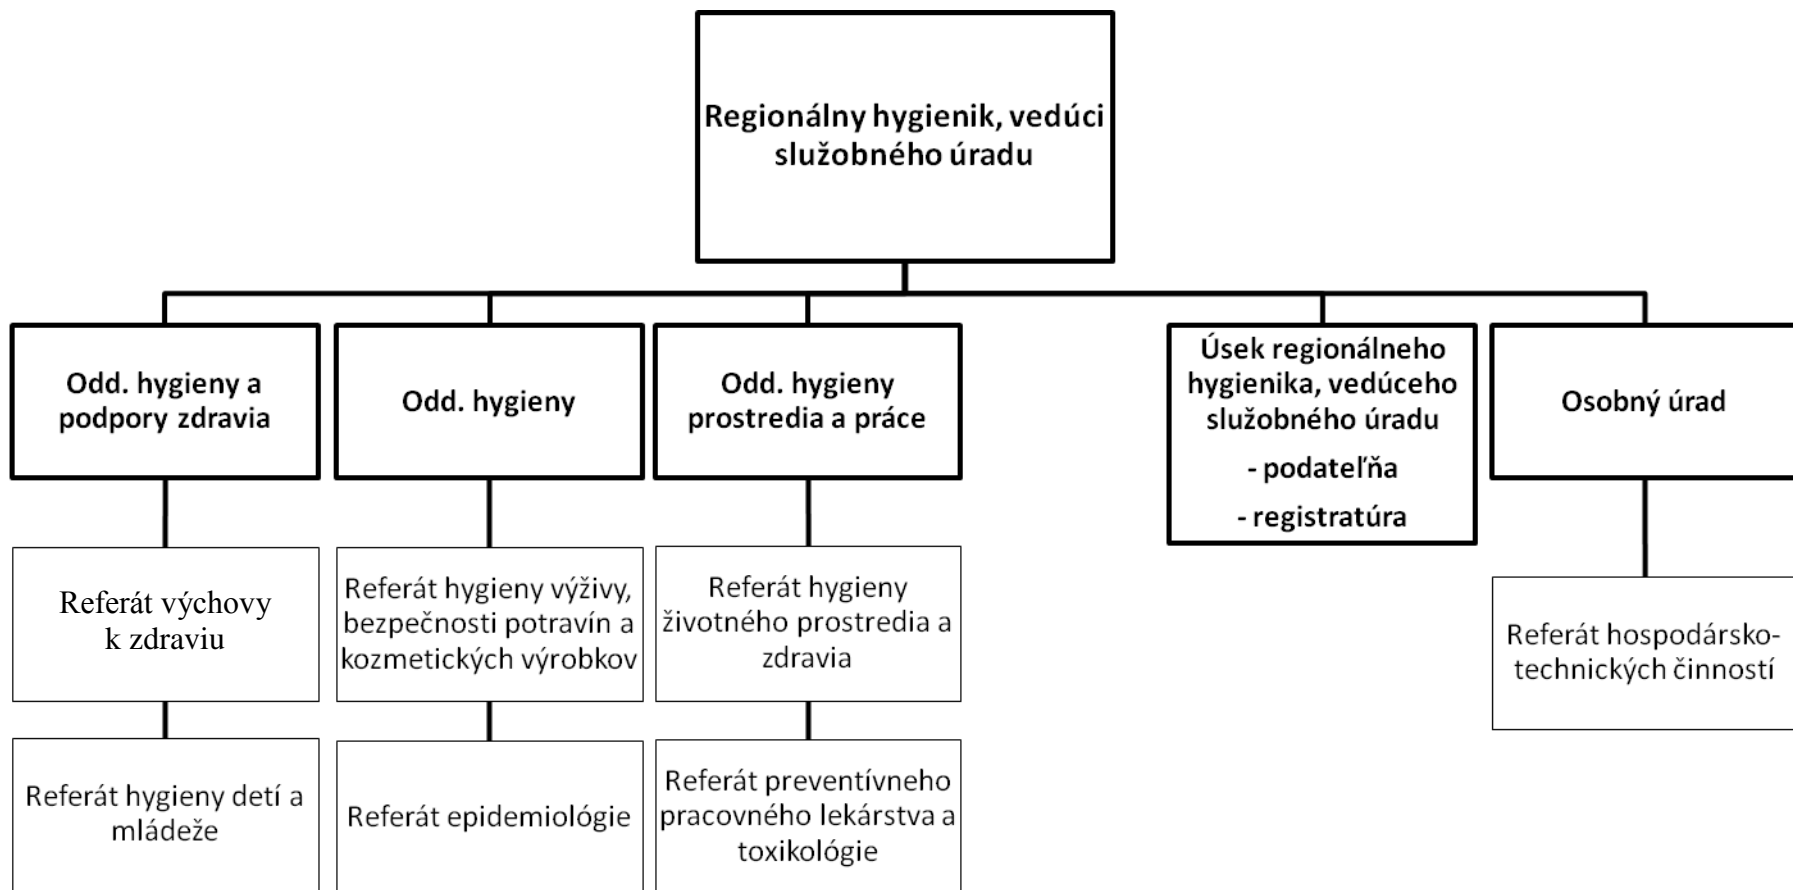 Regionálny hygienik, vedúci
služobného úradu
Odd. hygieny a
podpory zdravia
Odd. hygieny
Odd. hygieny
prostredia a práce
Úsek regionálneho
hygienika, vedúceho
služobného úradu
- podateľňa
- registratúra
Osobný úrad
Referát výchovy
k zdraviu
Referát hygieny výživy,
bezpečnosti potravín a
kozmetických výrobkov
Referát hygieny
životného prostredia a
zdravia
Referát hospodársko-
technických činností
Referát hygieny detí a
mládeže
Referát epidemiológie
Referát preventívneho
pracovného lekárstva a
toxikológie